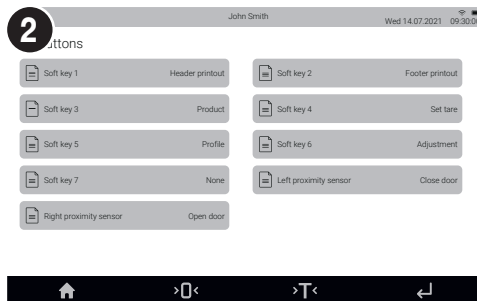 2
John Smith
Wed 14.07.2021 09:30:0
uttons
Soft key 1 Header printout
Soft key 2 Footer printout
Soft key 3 Product
Soft key 4 Set tare
Soft key 5 Profile
Soft key 6 Adjustment
Soft key 7 None
Left proximity sensor Close door
Right proximity sensor Open door
>0<
>T<